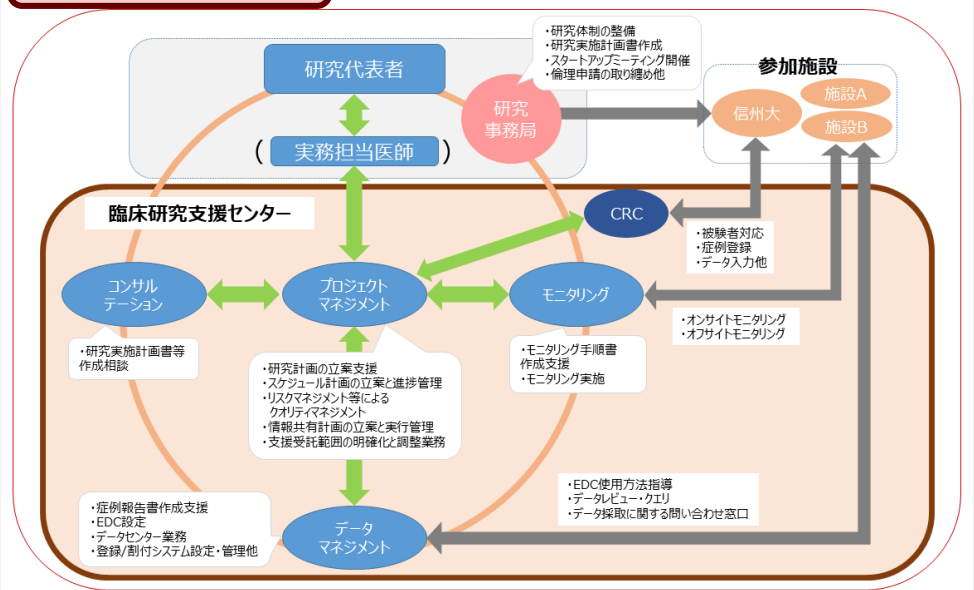 ・研究体制の整備
・研究実施計画書作成
・スタートアップミーティング開催
・倫理申請の取り纏め他
研究代表者
研究
事務局
参加施設
信州大
施設A
施設B
(
実務担当医師
)
臨床研究支援センター
CRC
・被験者対応
・症例登録
・データ入力他
コンサル
テーション
プロジェクト
マネジメント
モニタリング
・オンサイトモニタリング
・オフサイトモニタリング
・研究実施計画書等
作成相談
・モニタリング手順書
作成支援
・モニタリング実施
・研究計画の立案支援
・スケジュール計画の立案と進捗管理
・リスクマネジメント等による
クオリティマネジメント
・情報共有計画の立案と実行管理
・支援受託範囲の明確化と調整業務
・EDC使用方法指導
・データレビュー・クエリ
・データ採取に関する問い合わせ窓口
・症例報告書作成支援
・EDC設定
・データセンター業務
・登録/割付システム設定・管理他
データ
マネジメント